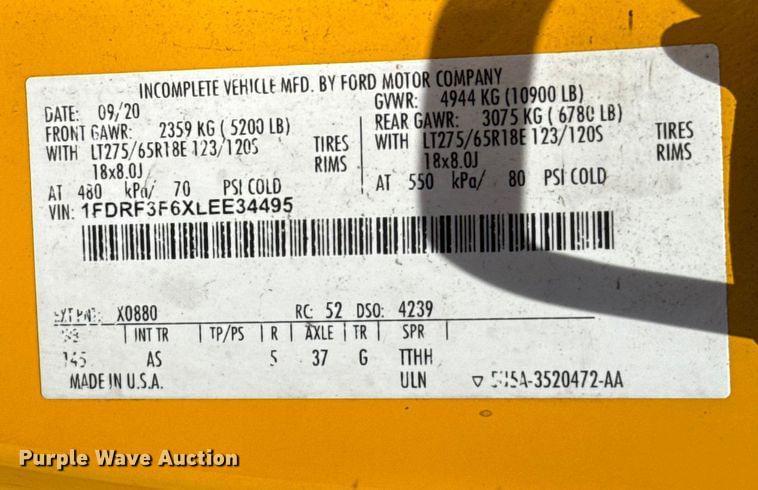 INCOMPLETE VEHICLE MFD. BY FORD MOTOR COMPANY
DATE: 09/20
GVWR: 4944 KG (10900 LB)
FRONT GAWR: 2359 KG (5200 LB)
REAR GAWR: 3075 KG (6780 LB)
WITH LT275/65R18E 123/120S TIRES
WITH LT275/65R18E 123/120S TIRES
18x8.0J RIMS
18x8.0J RIMS
AT 480 kPa/ 70 PSI COLD
AT 550 kPa/ 80 PSI COLD
VIN: 1FDRF3F6XLEE34495
EXT PNT: X0880 RC: 52 DSO: 4239
INT TR TP/PS R AXLE TR SPR
145 AS 5 37 G TTHH
MADE IN U.S.A. ULN
-3520472-AA
Purple Wave Auction